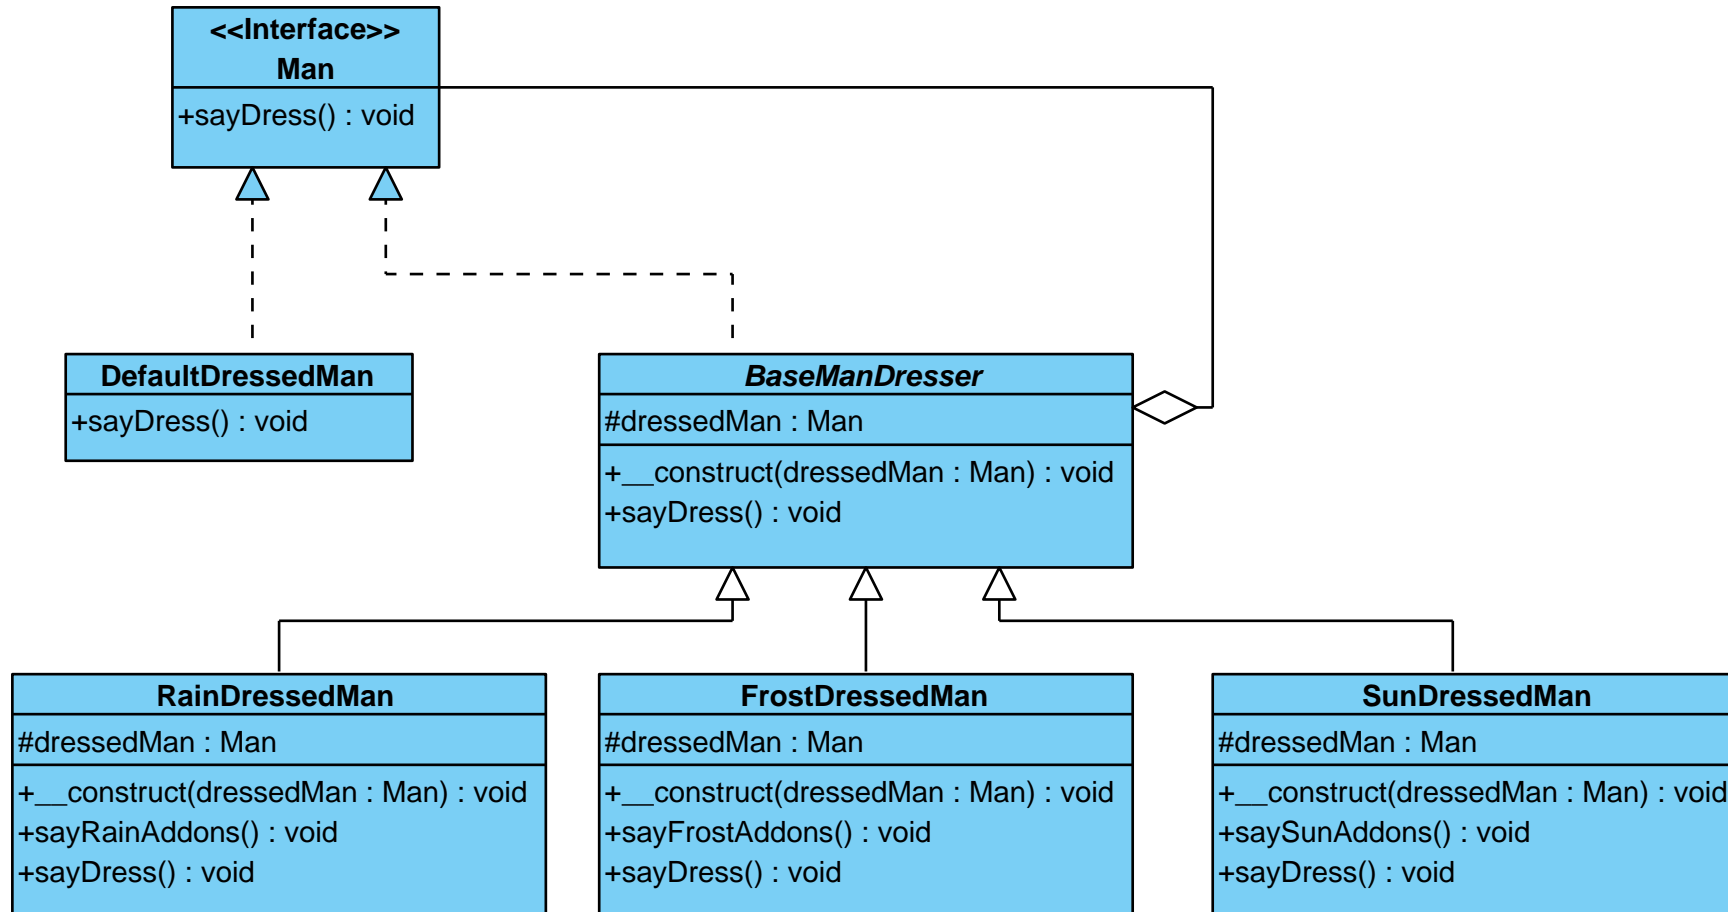 <<Interface>>
Man
+sayDress() : void
DefaultDressedMan
+sayDress() : void
BaseManDresser
#dressedMan : Man
+__construct(dressedMan : Man) : void
+sayDress() : void
RainDressedMan
#dressedMan : Man
+__construct(dressedMan : Man) : void
+sayRainAddons() : void
+sayDress() : void
FrostDressedMan
#dressedMan : Man
+__construct(dressedMan : Man) : void
+sayFrostAddons() : void
+sayDress() : void
SunDressedMan
#dressedMan : Man
+__construct(dressedMan : Man) : void
+saySunAddons() : void
+sayDress() : void